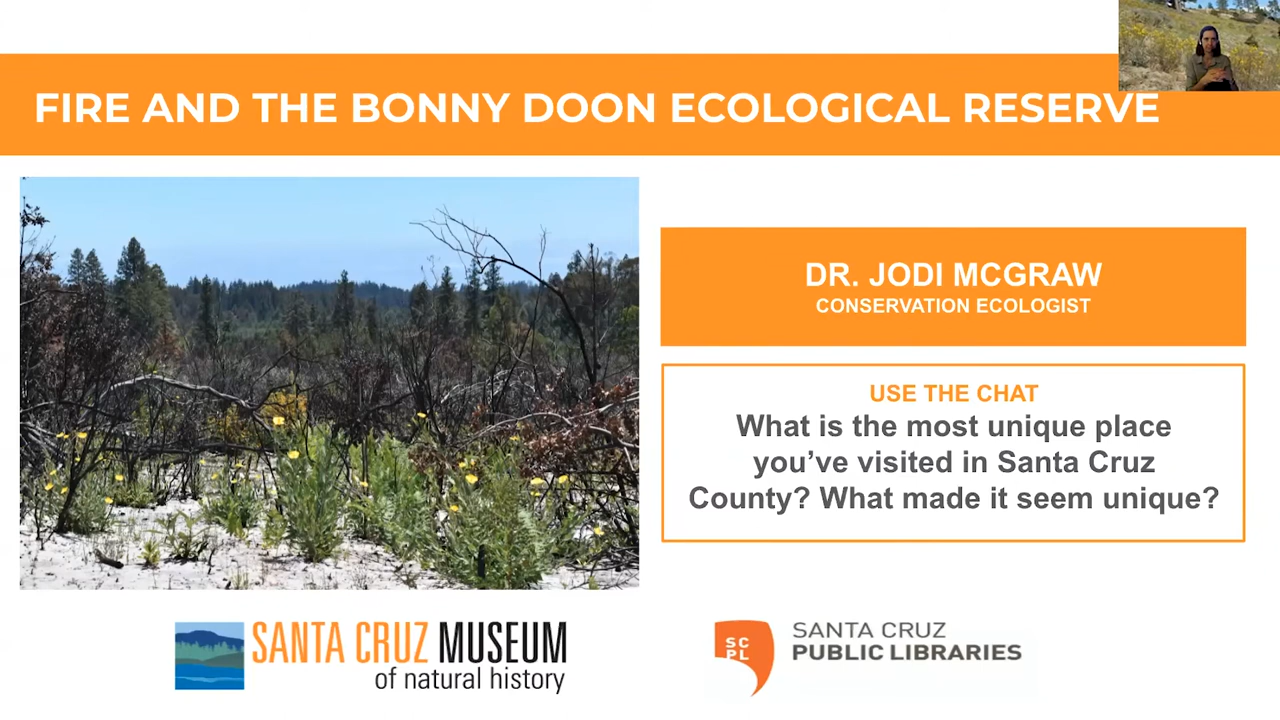 FIRE AND THE BONNY DOON ECOLOGICAL RESERVE
DR. JODI MCGRAW
CONSERVATION ECOLOGIST
USE THE CHAT
What is the most unique place
you’ve visited in Santa Cruz
County? What made it seem unique?
SANTA CRUZ MUSEUM
of natural history
SC
PL
SANTA CRUZ
PUBLIC LIBRARIES